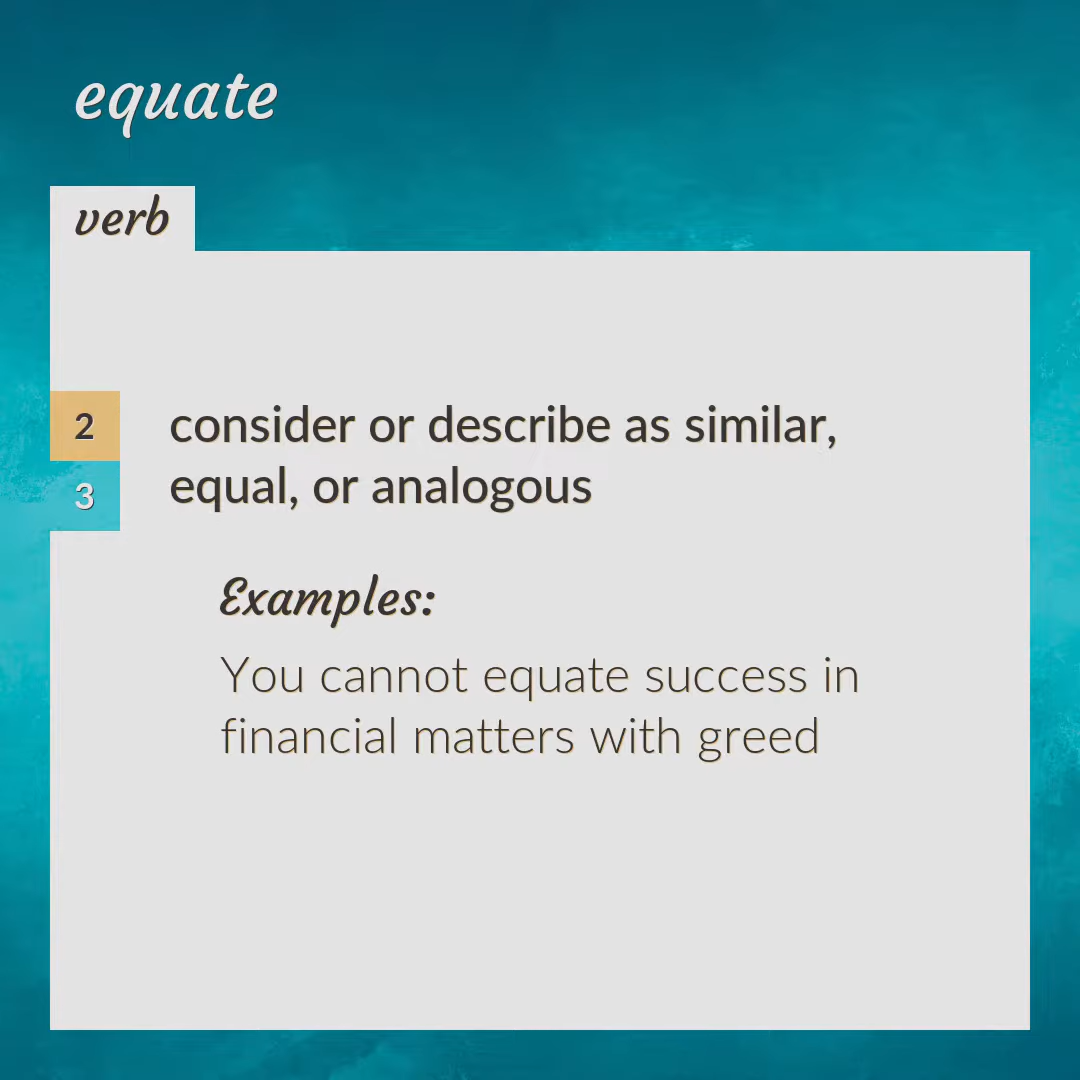 equate
verb
2
consider or describe as similar,
3
equal, or analogous
Examples:
You cannot equate success in
financial matters with greed